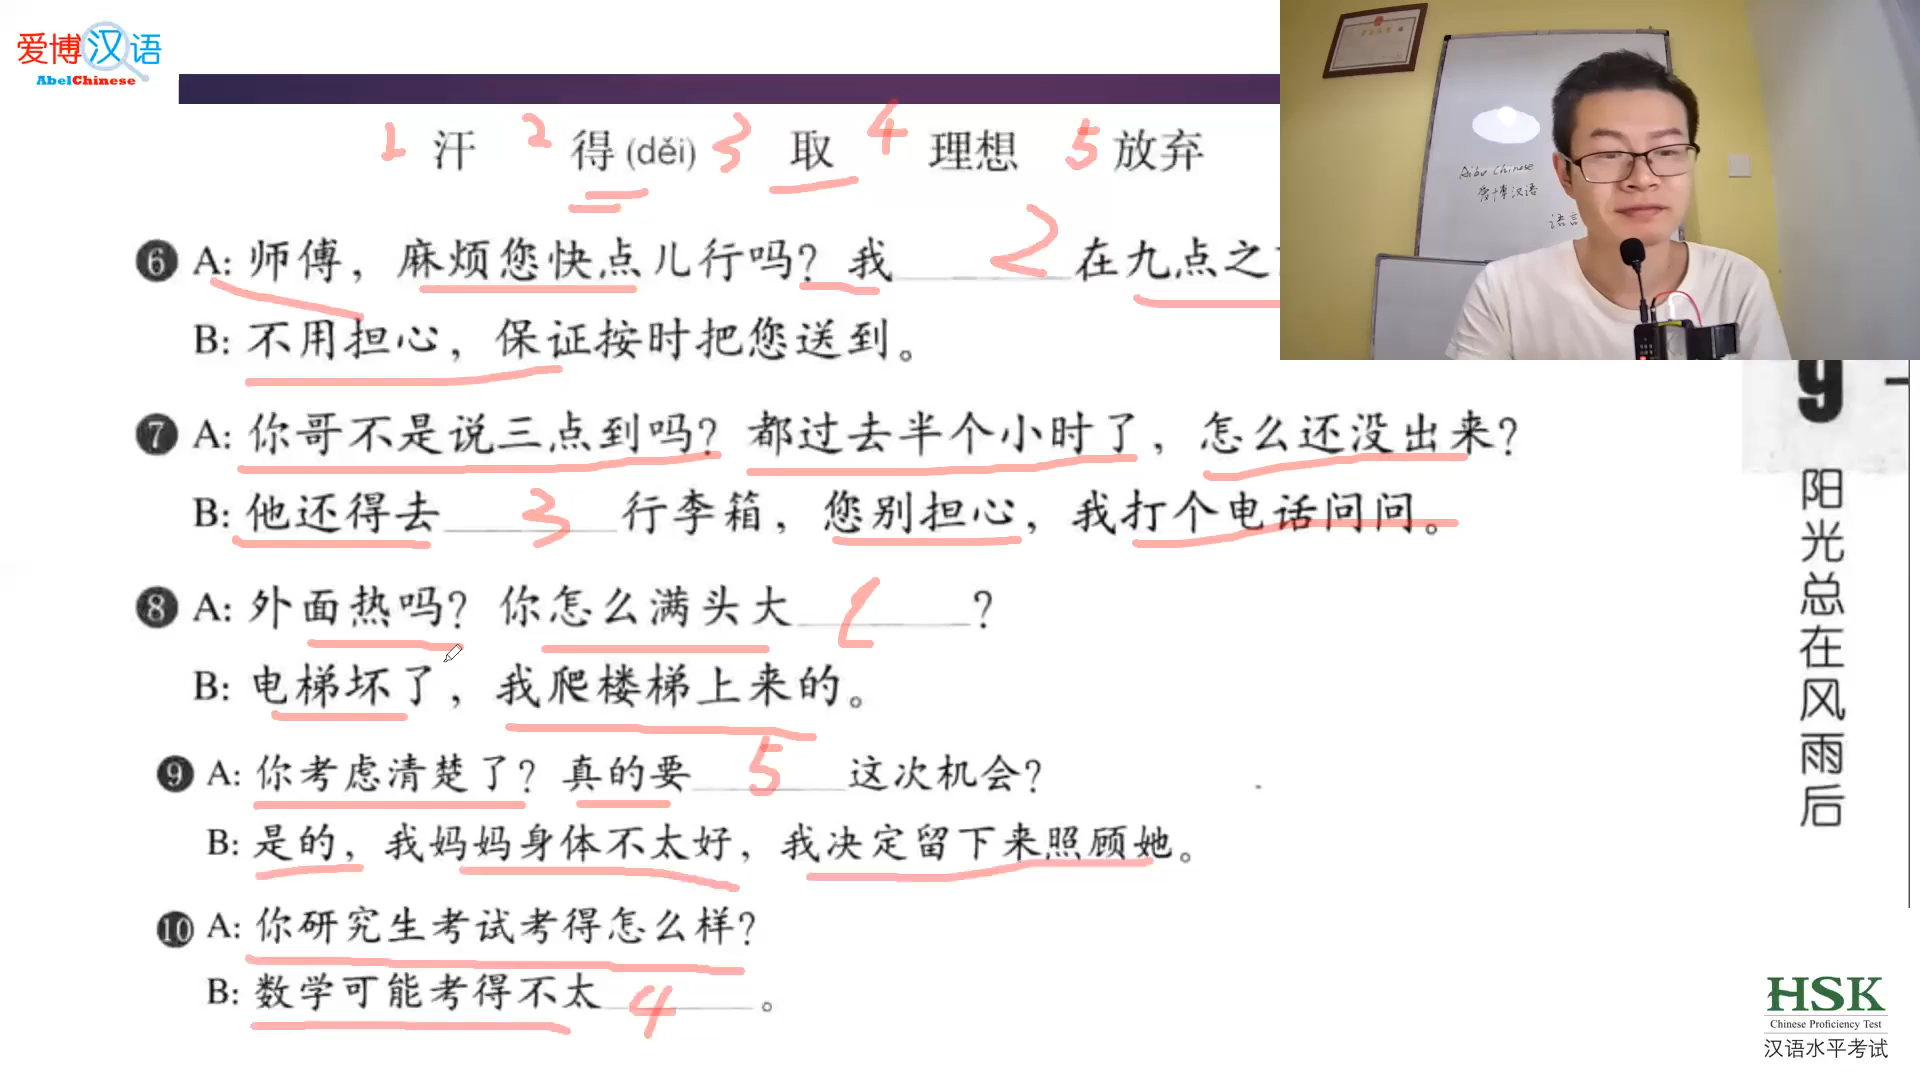 爱博汉语
AbelChinese
1 汗 2 得(děi) 3 取 4 理想 5 放弃
Aibo Chinese
爱博汉语
语言
6 A: 师傅，麻烦您快点儿行吗？我 2 在九点之
B: 不用担心，保证按时把您送到。
7 A: 你哥不是说三点到吗？都过去半个小时了，怎么还没出来？
B: 他还得去 3 行李箱，您别担心，我打个电话问问。
8 A: 外面热吗？你怎么满头大 1 ？
B: 电梯坏了，我爬楼梯上来的。
9 A: 你考虑清楚了？真的要 5 这次机会？
B: 是的，我妈妈身体不太好，我决定留下来照顾她。
10 A: 你研究生考试考得怎么样？
B: 数学可能考得不太 4 。
9
阳光总在风雨后
HSK
Chinese Proficiency Test
汉语水平考试